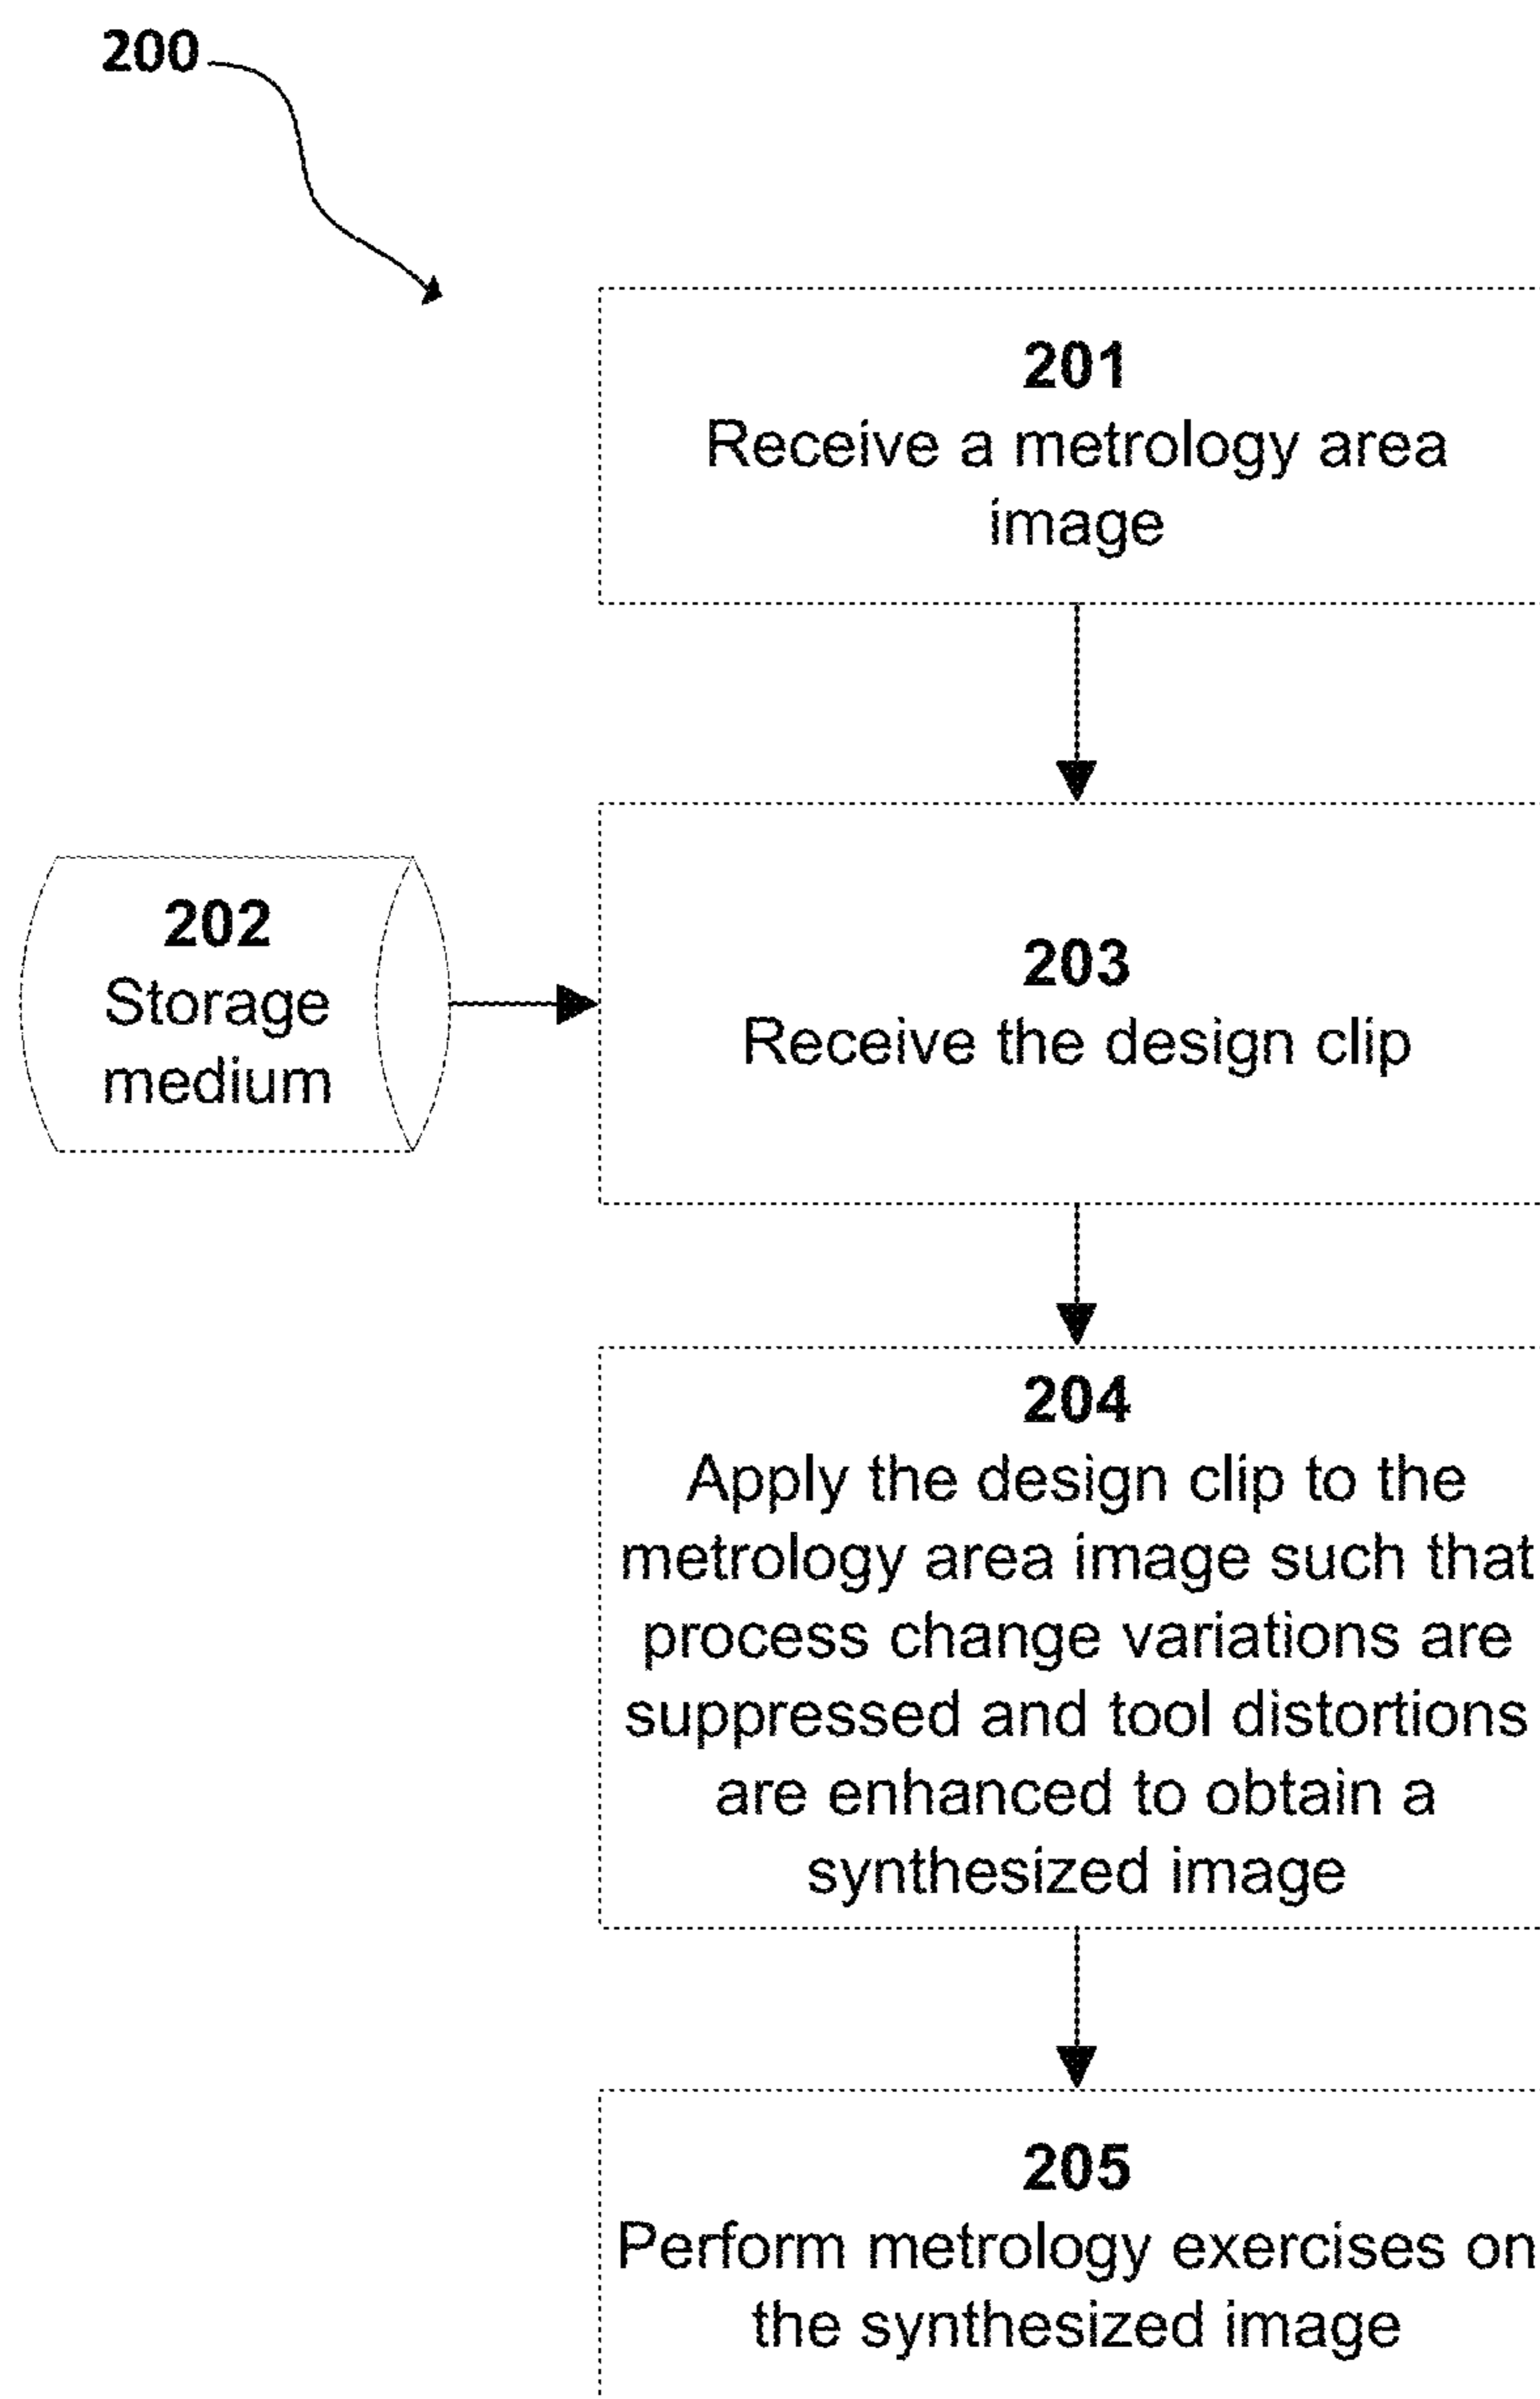 200
201
Receive a metrology area
image
202
Storage
medium
203
Receive the design clip
204
Apply the design clip to the
metrology area image such that
process change variations are
suppressed and tool distortions
are enhanced to obtain a
synthesized image
205
Perform metrology exercises on
the synthesized image